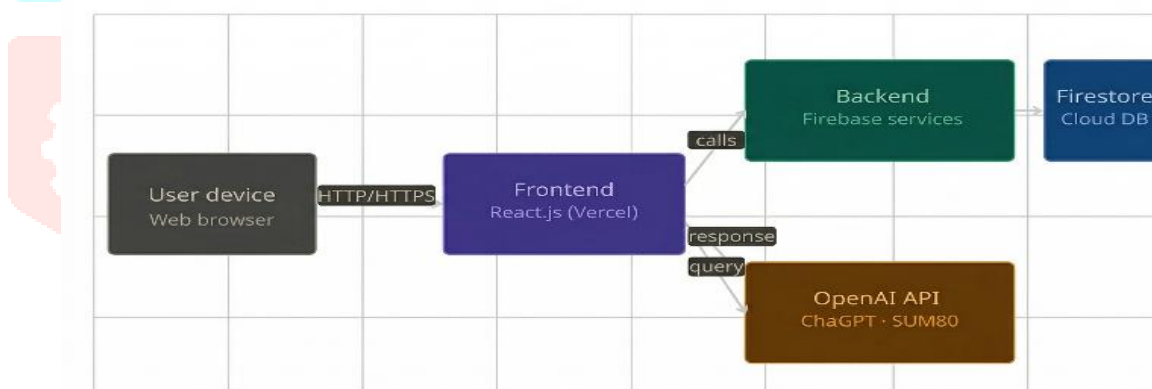 User device
Web browser
HTTP/HTTPS
Frontend
React.js (Vercel)
calls
Backend
Firebase services
Firestore
Cloud DB
response
query
OpenAI API
ChaGPT · SUM80